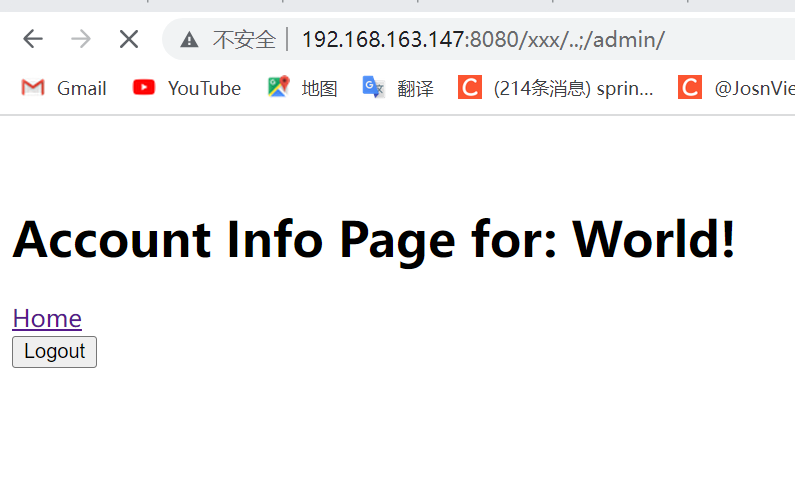 不安全 192.168.163.147:8080/xxx/..;/admin/
Gmail YouTube 地图 翻译 (214条消息) sprin... @JosnVie
Account Info Page for: World!
Home
Logout